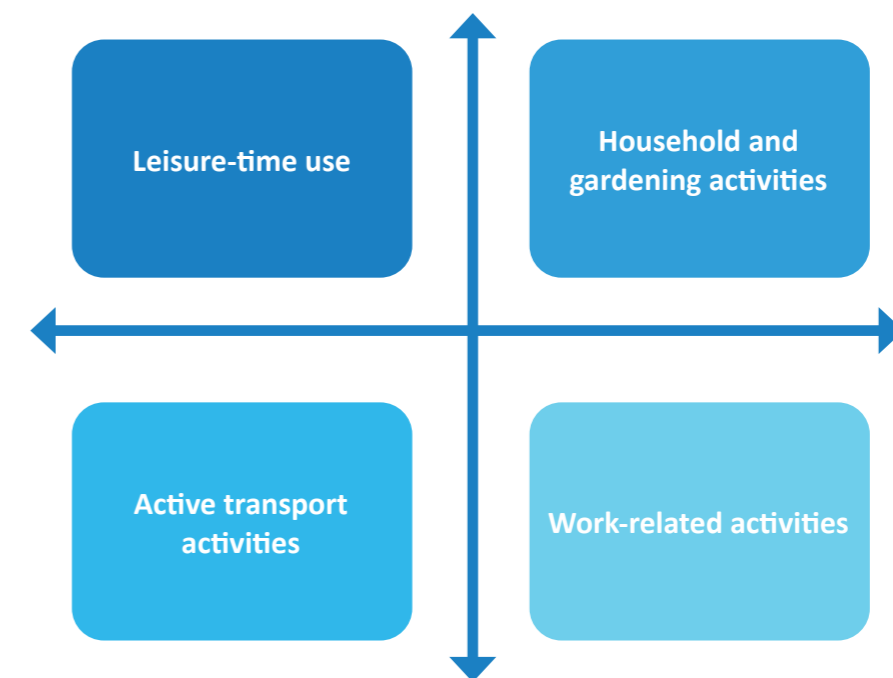 Leisure-time use
Household and
gardening activities
Active transport
activities
Work-related activities